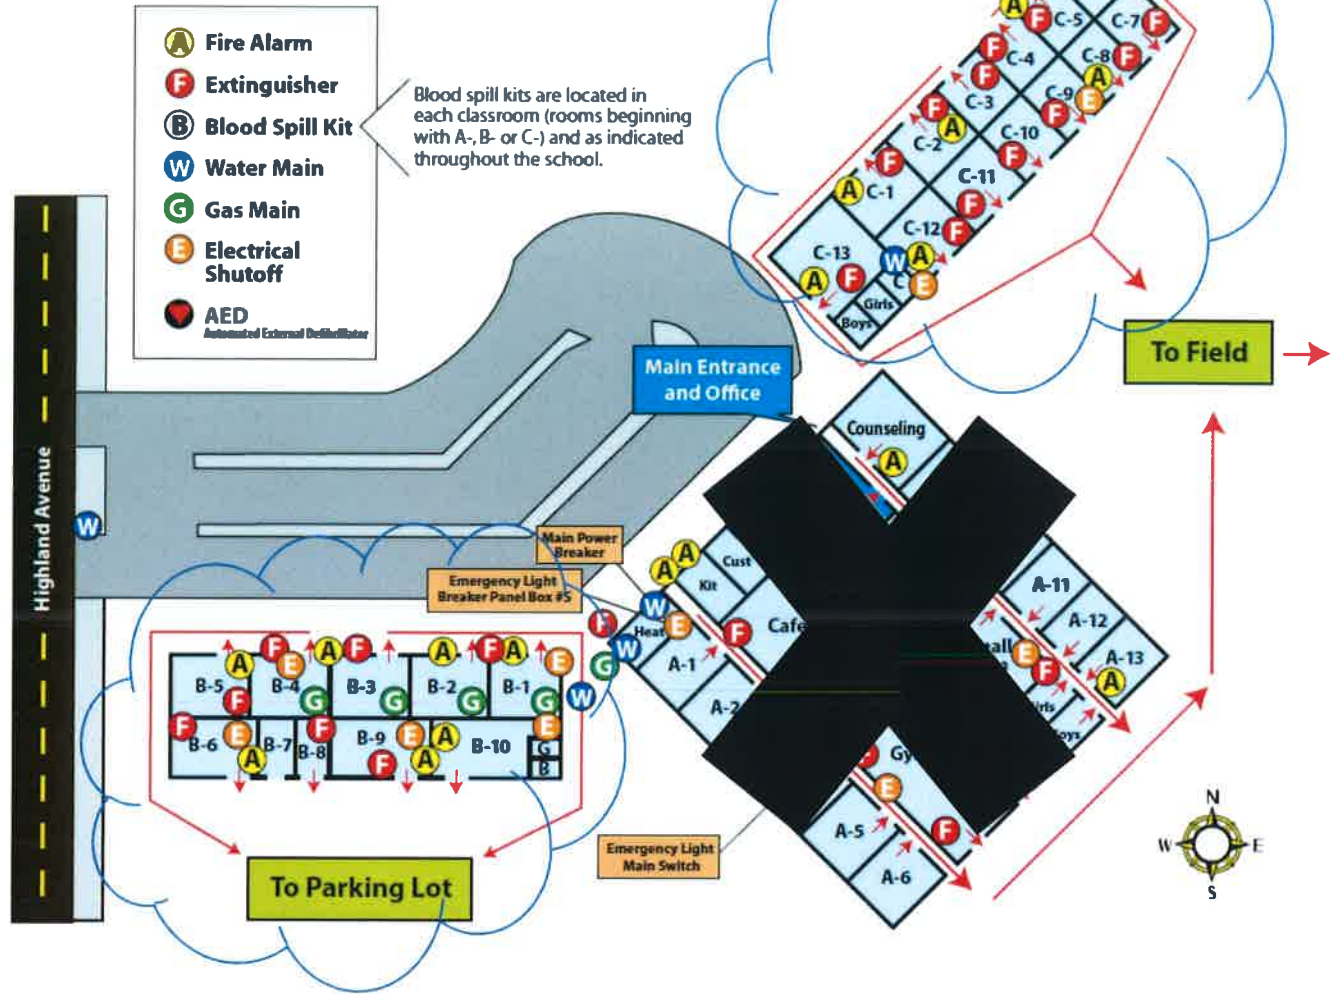 A Fire Alarm
F Extinguisher
B Blood Spill Kit
W Water Main
G Gas Main
E Electrical
Shutoff
AED
Automated External Defibrillator
Blood spill kits are located in
each classroom (rooms beginning
with A-, B- or C-) and as indicated
throughout the school.
A
F
C-5
C-7
F
F
C-4
C-8
F
A
F
C-3
C-9
E
F
F
A
C-2
C-10
F
F
C-11
A
C-1
F
C-12
F
C-13
W
A
A
F
C
E
Girls
Boys
To Field
Main Entrance
and Office
Counseling
A
Highland Avenue
W
Main Power
Breaker
Emergency Light
Breaker Panel Box #5
A
A
Cust
Kit
W
F
Heat
E
F
Cafe
W
G
A-1
W
A-2
A-11
A-12
A-13
E
F
A
F
E
A
F
A
F
A
E
B-5
B-4
B-3
B-2
B-1
A
F
G
G
G
G
F
E
F
E
A
E
B-6
B-7
B-8
B-9
B-10
A
F
A
G
B
To Parking Lot
F
Gy
E
F
A-5
A-6
Emergency Light
Main Switch
N
W
E
S